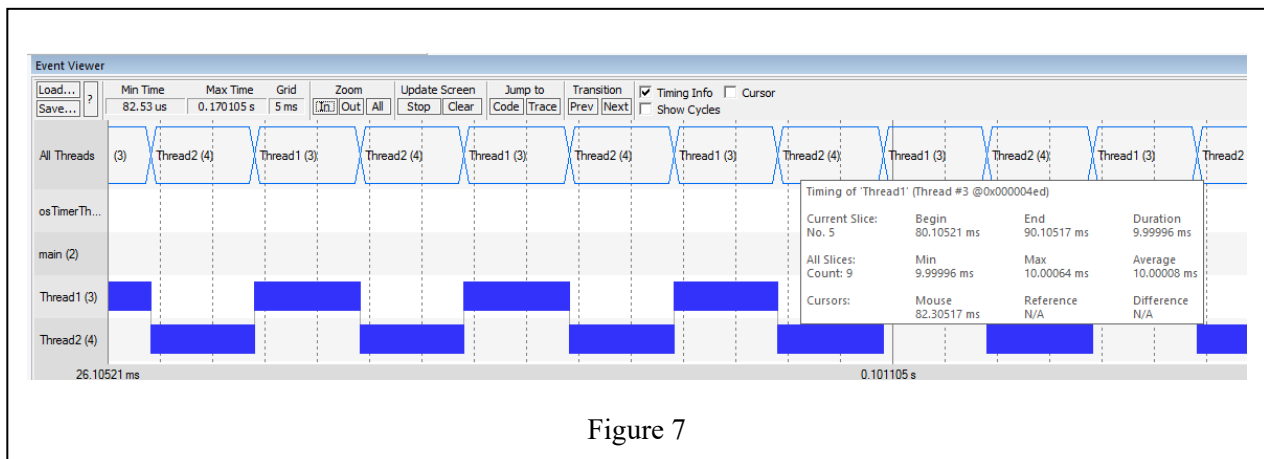 Event Viewer
Load... Save... ? Min Time Max Time Grid Zoom Update Screen Jump to Transition Timing Info Cursor
82.53 us 0.170105 s 5 ms In Out All Stop Clear Code Trace Prev Next Show Cycles
All Threads (3) Thread2 (4) Thread1 (3) Thread2 (4) Thread1 (3) Thread2 (4) Thread1 (3) Thread2 (4) Thread1 (3) Thread2 (4) Thread1 (3) Thread2
Timing of 'Thread1' (Thread #3 @0x000004ed)
osTimerTh...
Current Slice: Begin End Duration
No. 5 80.10521 ms 90.10517 ms 9.99996 ms
main (2)
All Slices: Min Max Average
Count: 9 9.99996 ms 10.00064 ms 10.00008 ms
Thread1 (3)
Cursors: Mouse Reference Difference
82.30517 ms N/A N/A
Thread2 (4)
26.10521 ms 0.101105 s
Figure 7